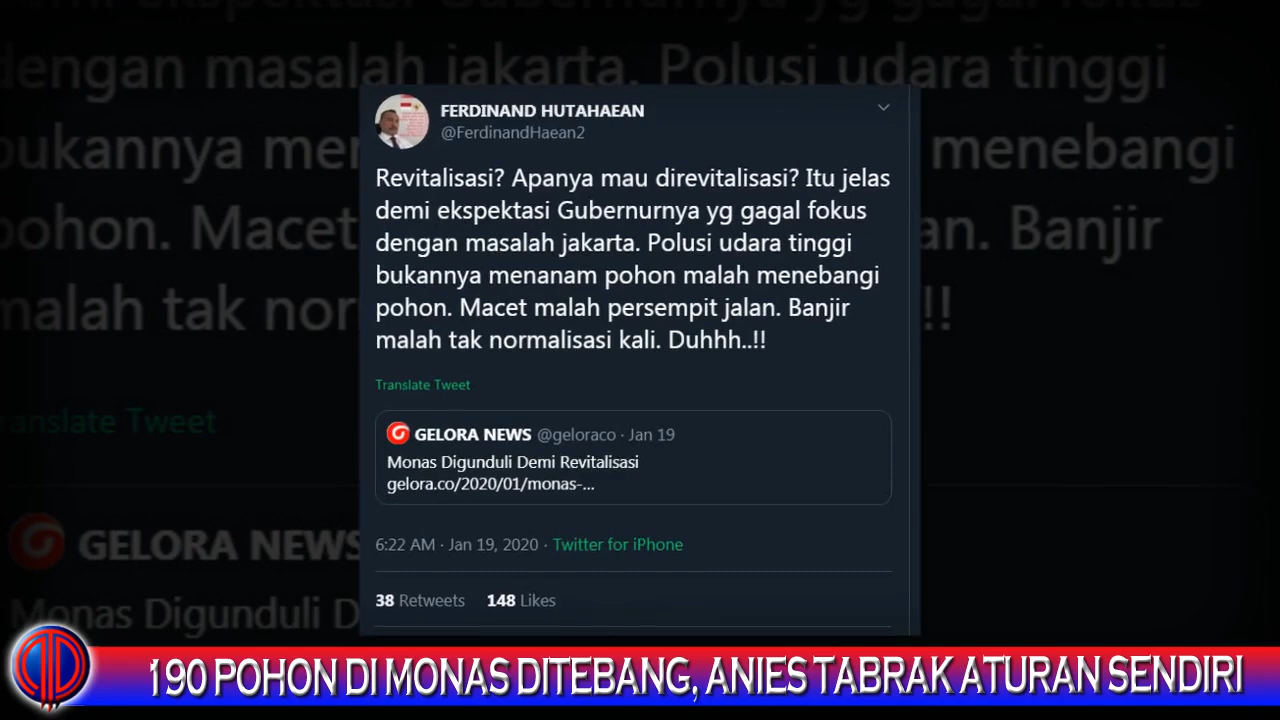 FERDINAND HUTAHAEAN
@FerdinandHaean2
Revitalisasi? Apanya mau direvitalisasi? Itu jelas
demi ekspektasi Gubernurnya yg gagal fokus
dengan masalah jakarta. Polusi udara tinggi
bukannya menanam pohon malah menebangi
pohon. Macet malah persempit jalan. Banjir
malah tak normalisasi kali. Duhhh..!!
Translate Tweet
GELORA NEWS @geloraco · Jan 19
Monas Digunduli Demi Revitalisasi
gelora.co/2020/01/monas-...
6:22 AM · Jan 19, 2020 · Twitter for iPhone
38 Retweets 148 Likes
190 POHON DI MONAS DITEBANG, ANIES TABRAK ATURAN SENDIRI